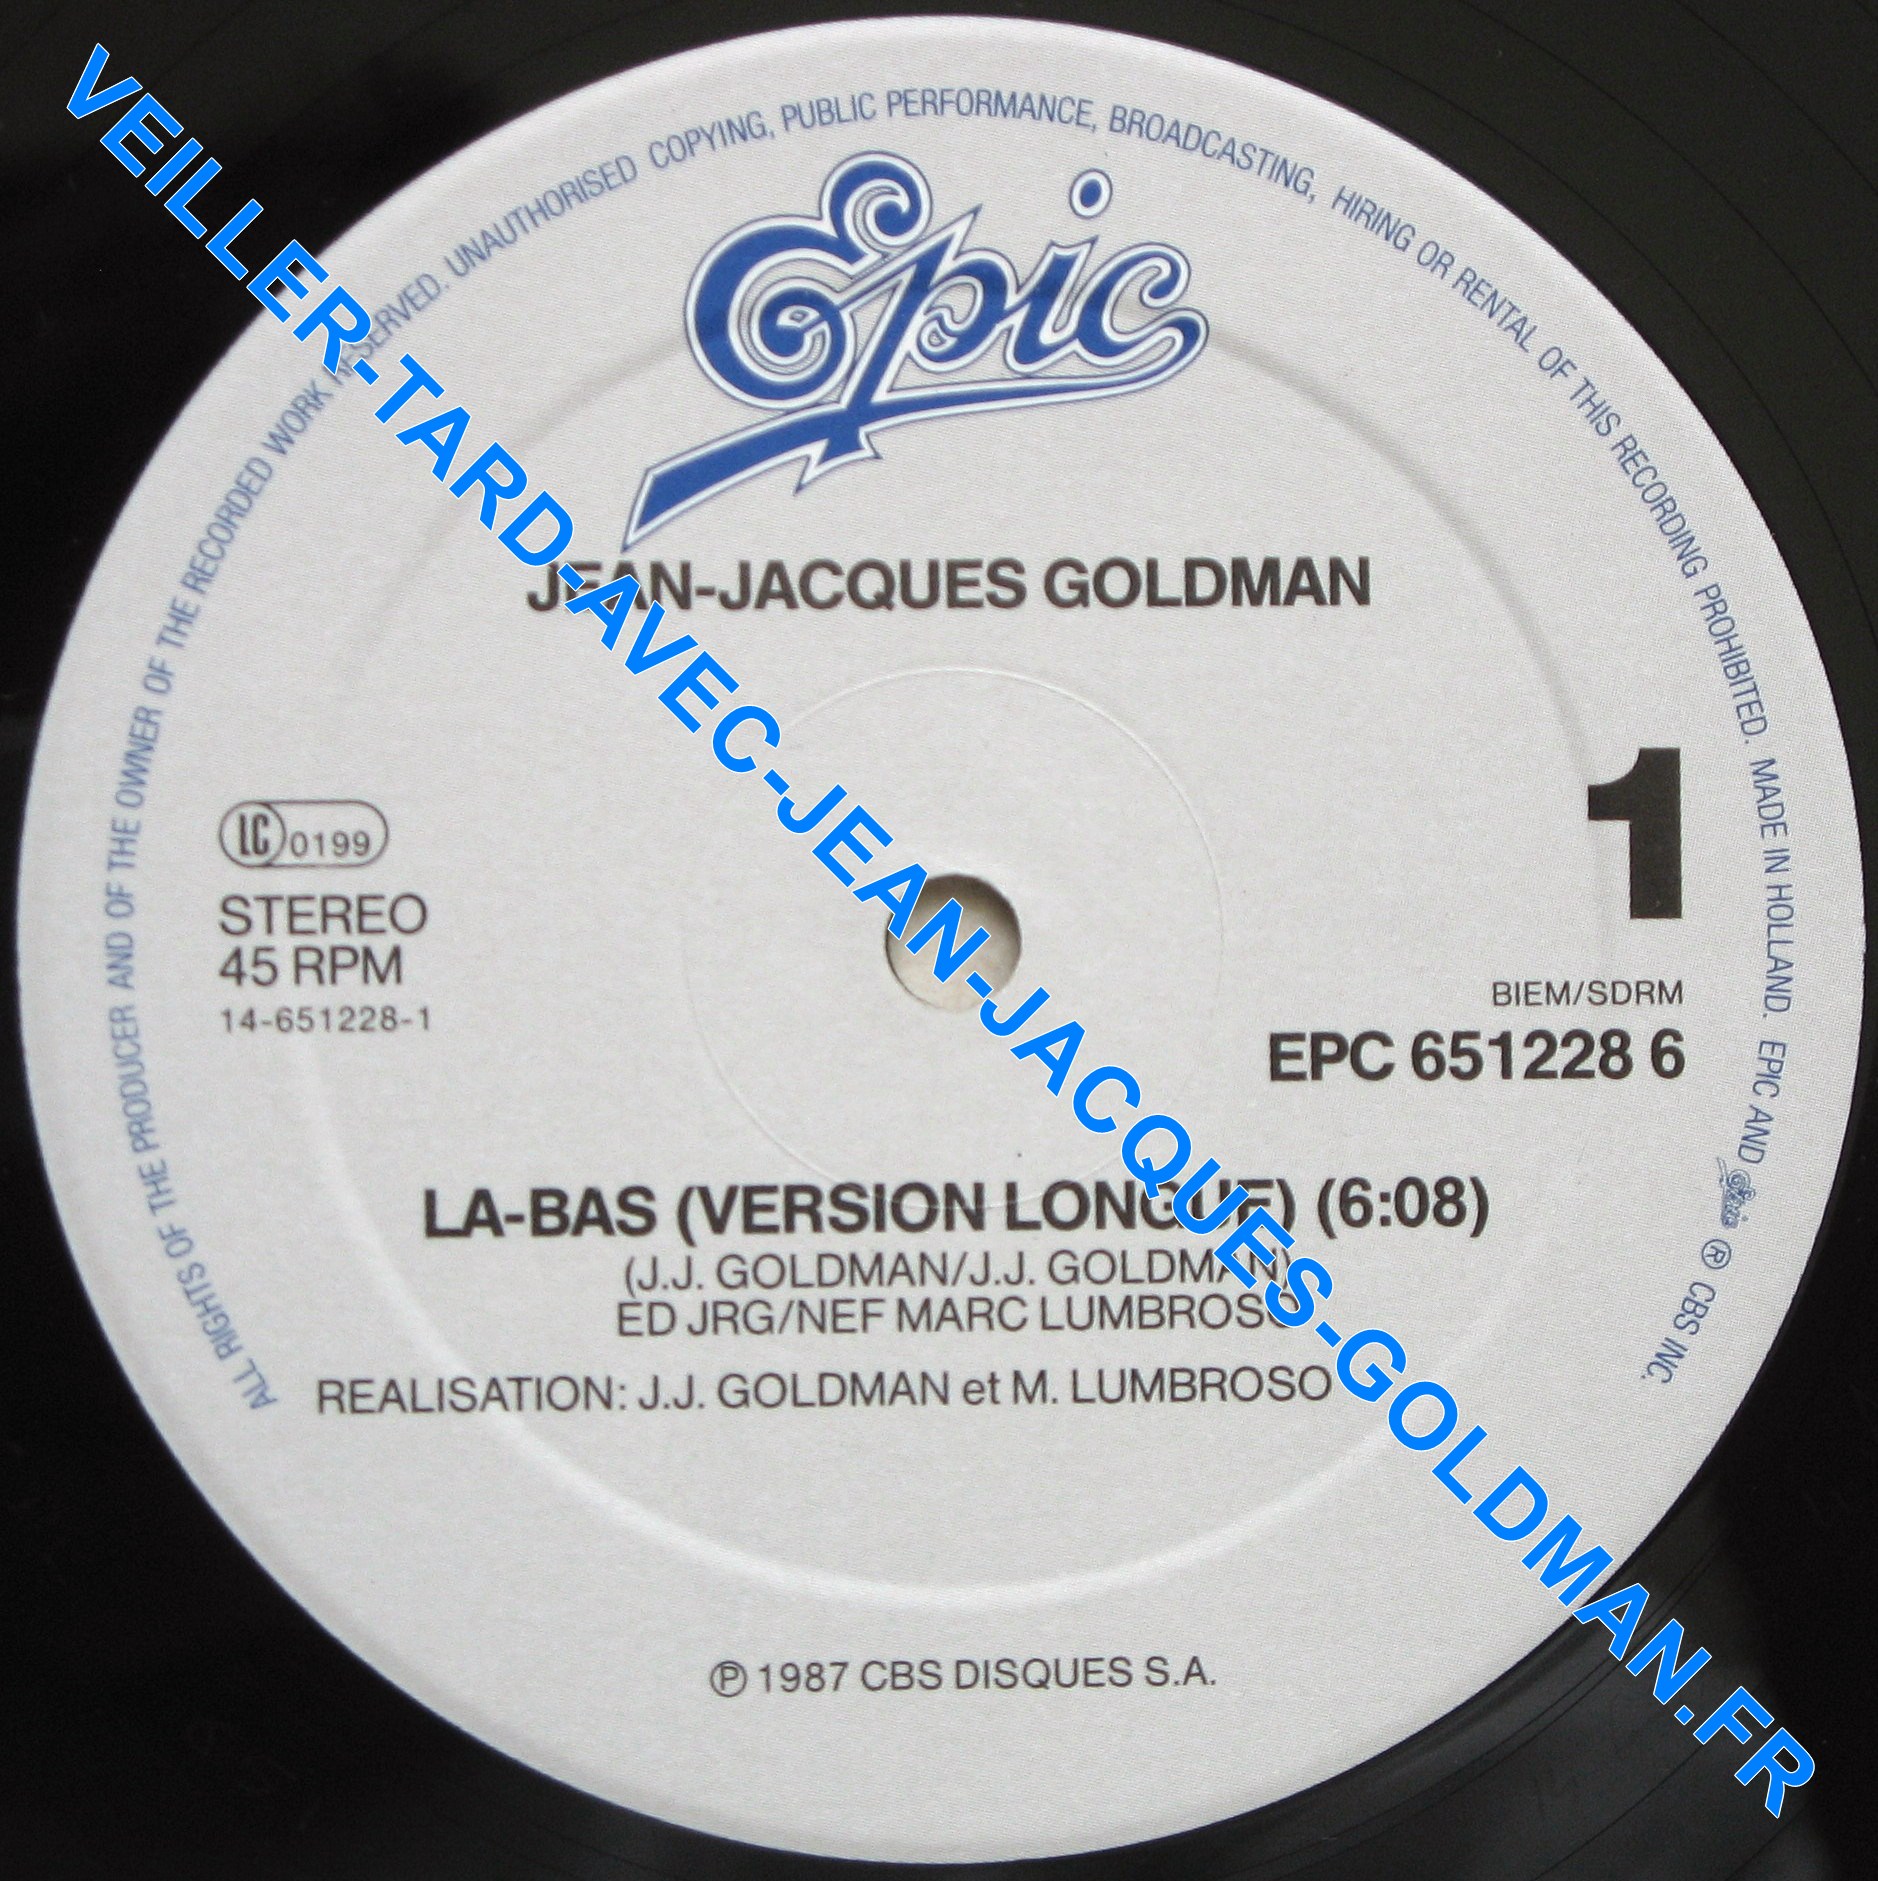 VEILLER-TARD-AVEC-JEAN-JACQUES-GOLDMAN.FR
ALL RIGHTS OF THE PRODUCER AND OF THE OWNER OF THE RECORDED WORK RESERVED. UNAUTHORISED COPYING, PUBLIC PERFORMANCE, BROADCASTING, HIRING OR RENTAL OF THIS RECORDING PROHIBITED. MADE IN HOLLAND. EPIC AND Epic ® CBS INC.
Epic
JEAN-JACQUES GOLDMAN
1
LC 0199
STEREO
45 RPM
14-651228-1
BIEM/SDRM
EPC 651228 6
LA-BAS (VERSION LONGUE) (6:08)
(J.J. GOLDMAN/J.J. GOLDMAN)
ED JRG/NEF MARC LUMBROSO
REALISATION: J.J. GOLDMAN et M. LUMBROSO
℗ 1987 CBS DISQUES S.A.